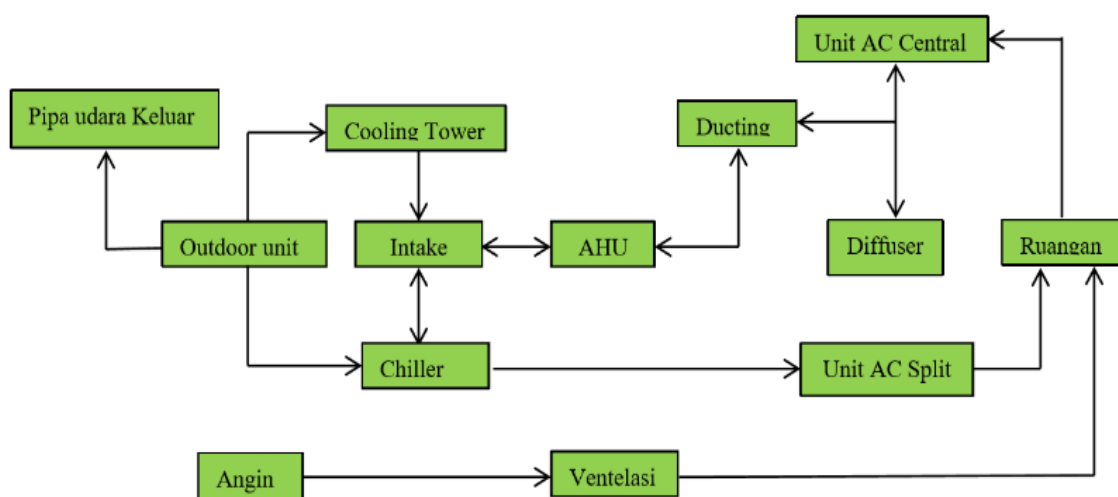 Unit AC Central
Pipa udara Keluar
Cooling Tower
Ducting
Outdoor unit
Intake
AHU
Diffuser
Ruangan
Chiller
Unit AC Split
Angin
Ventelasi